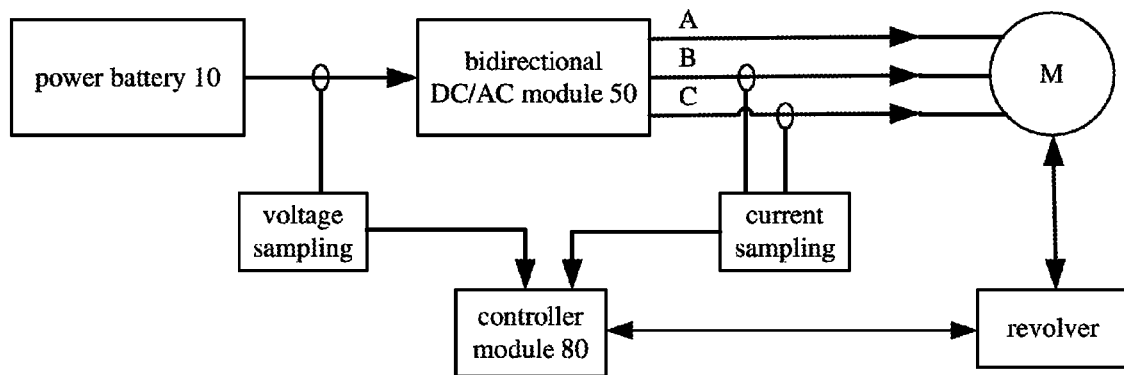 A
bidirectional
power battery 10
B
M
DC/AC module 50
C
voltage
sampling
current
sampling
controller
module 80
revolver